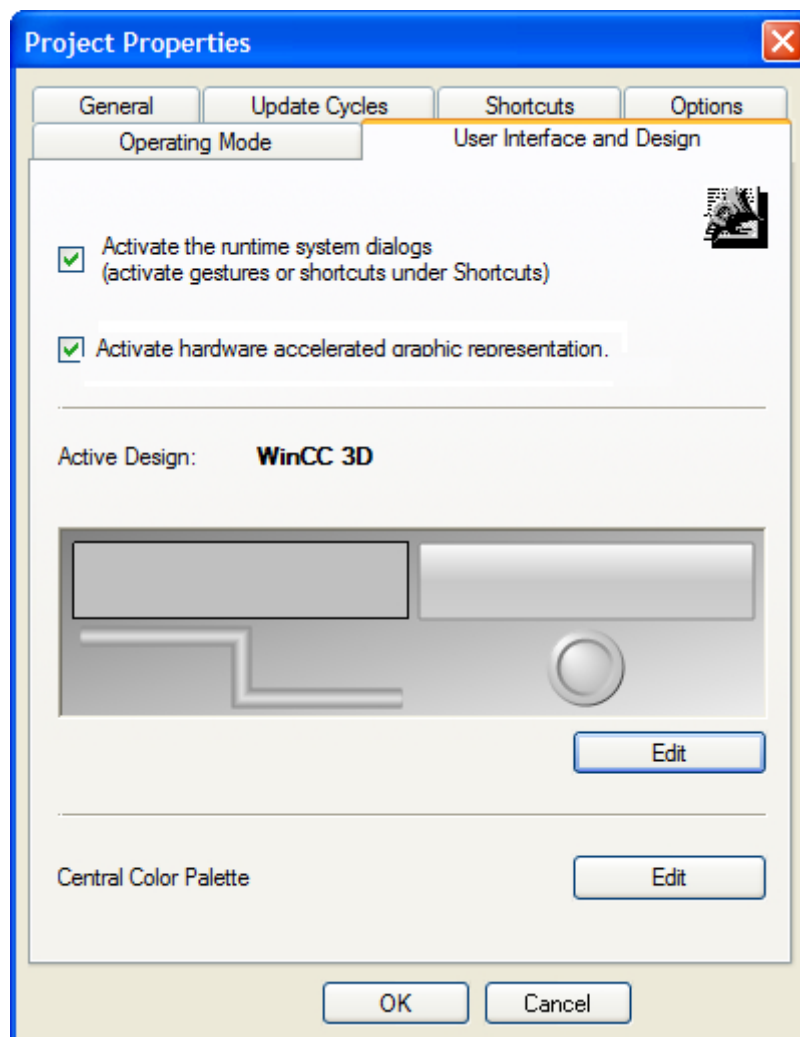 Project Properties
General Update Cycles Shortcuts Options
Operating Mode User Interface and Design
Activate the runtime system dialogs
(activate gestures or shortcuts under Shortcuts)
Activate hardware accelerated graphic representation.
Active Design: WinCC 3D
Edit
Central Color Palette Edit
OK Cancel